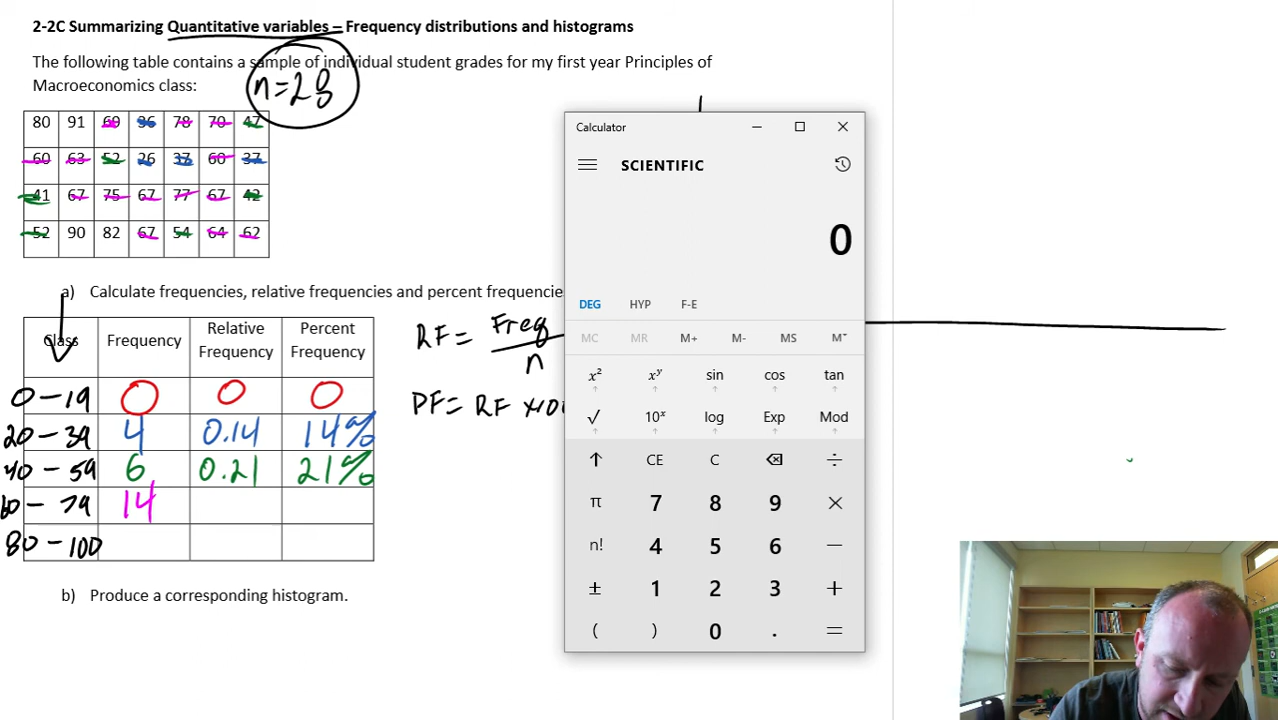 2-2C Summarizing Quantitative variables – Frequency distributions and histograms
The following table contains a sample of individual student grades for my first year Principles of
Macroeconomics class:
n=28
80 91 69 36 78 70 47
60 63 52 26 37 60 37
41 67 75 67 77 67 42
52 90 82 67 54 64 62
a) Calculate frequencies, relative frequencies and percent frequencie
Class Frequency Relative Frequency Percent Frequency
0-19 0 0 0
20-39 4 0.14 14%
40-59 6 0.21 21%
60-79 14
80-100
RF = Freq
n
PF = RF x100
b) Produce a corresponding histogram.
Calculator
SCIENTIFIC
0
DEG HYP F-E
MC MR M+ M- MS M˅
x² xʸ sin cos tan
√ 10ˣ log Exp Mod
↑ CE C ⌫ ÷
π 7 8 9 ×
n! 4 5 6 −
± 1 2 3 +
( ) 0 . =